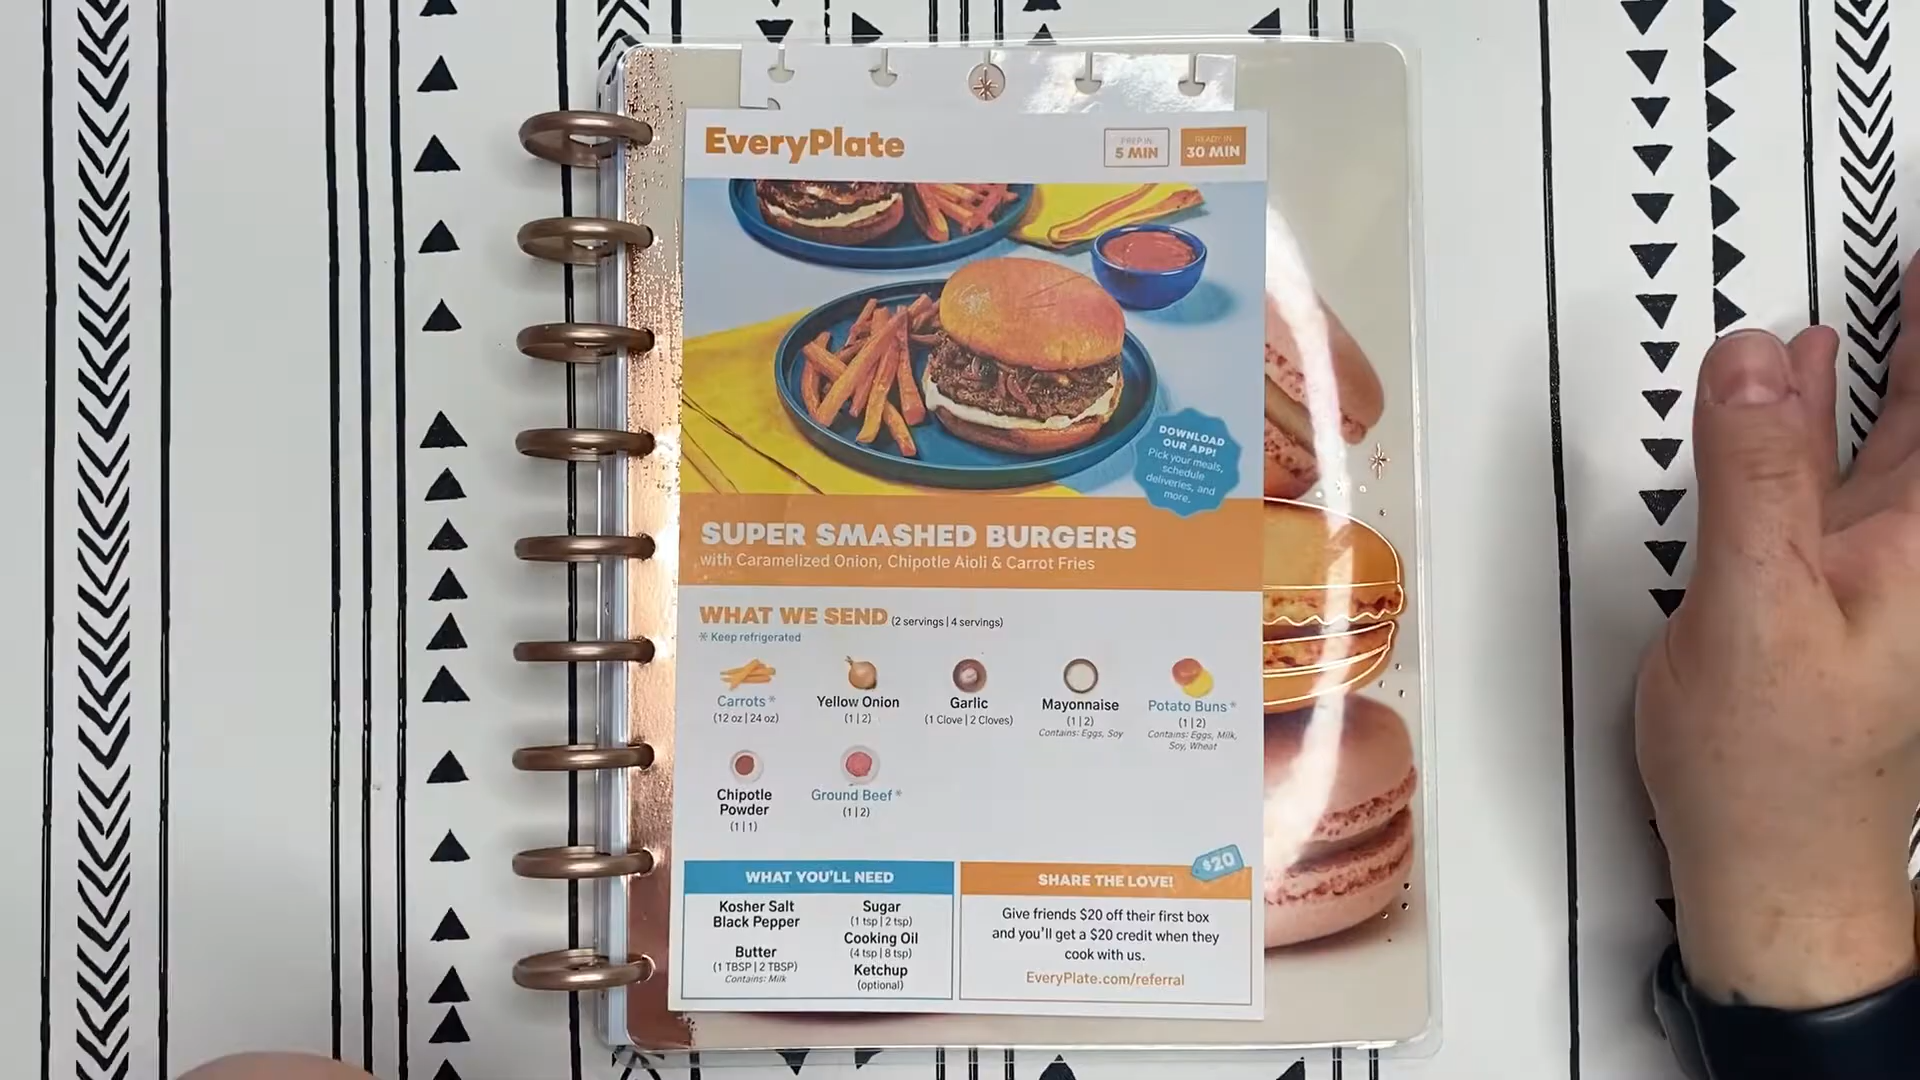 EveryPlate
PREP IN
5 MIN
READY IN
30 MIN
DOWNLOAD
OUR APP!
Pick your meals,
schedule
deliveries, and
more.
SUPER SMASHED BURGERS
with Caramelized Onion, Chipotle Aioli & Carrot Fries
WHAT WE SEND (2 servings | 4 servings)
* Keep refrigerated
Carrots *
(12 oz | 24 oz)
Yellow Onion
(1 | 2)
Garlic
(1 Clove | 2 Cloves)
Mayonnaise
(1 | 2)
Contains: Eggs, Soy
Potato Buns *
(1 | 2)
Contains: Eggs, Milk,
Soy, Wheat
Chipotle
Powder
(1 | 1)
Ground Beef *
(1 | 2)
WHAT YOU'LL NEED
Kosher Salt
Black Pepper
Butter
(1 TBSP | 2 TBSP)
Contains: Milk
Sugar
(1 tsp | 2 tsp)
Cooking Oil
(4 tsp | 8 tsp)
Ketchup
(optional)
$20
SHARE THE LOVE!
Give friends $20 off their first box
and you'll get a $20 credit when they
cook with us.
EveryPlate.com/referral